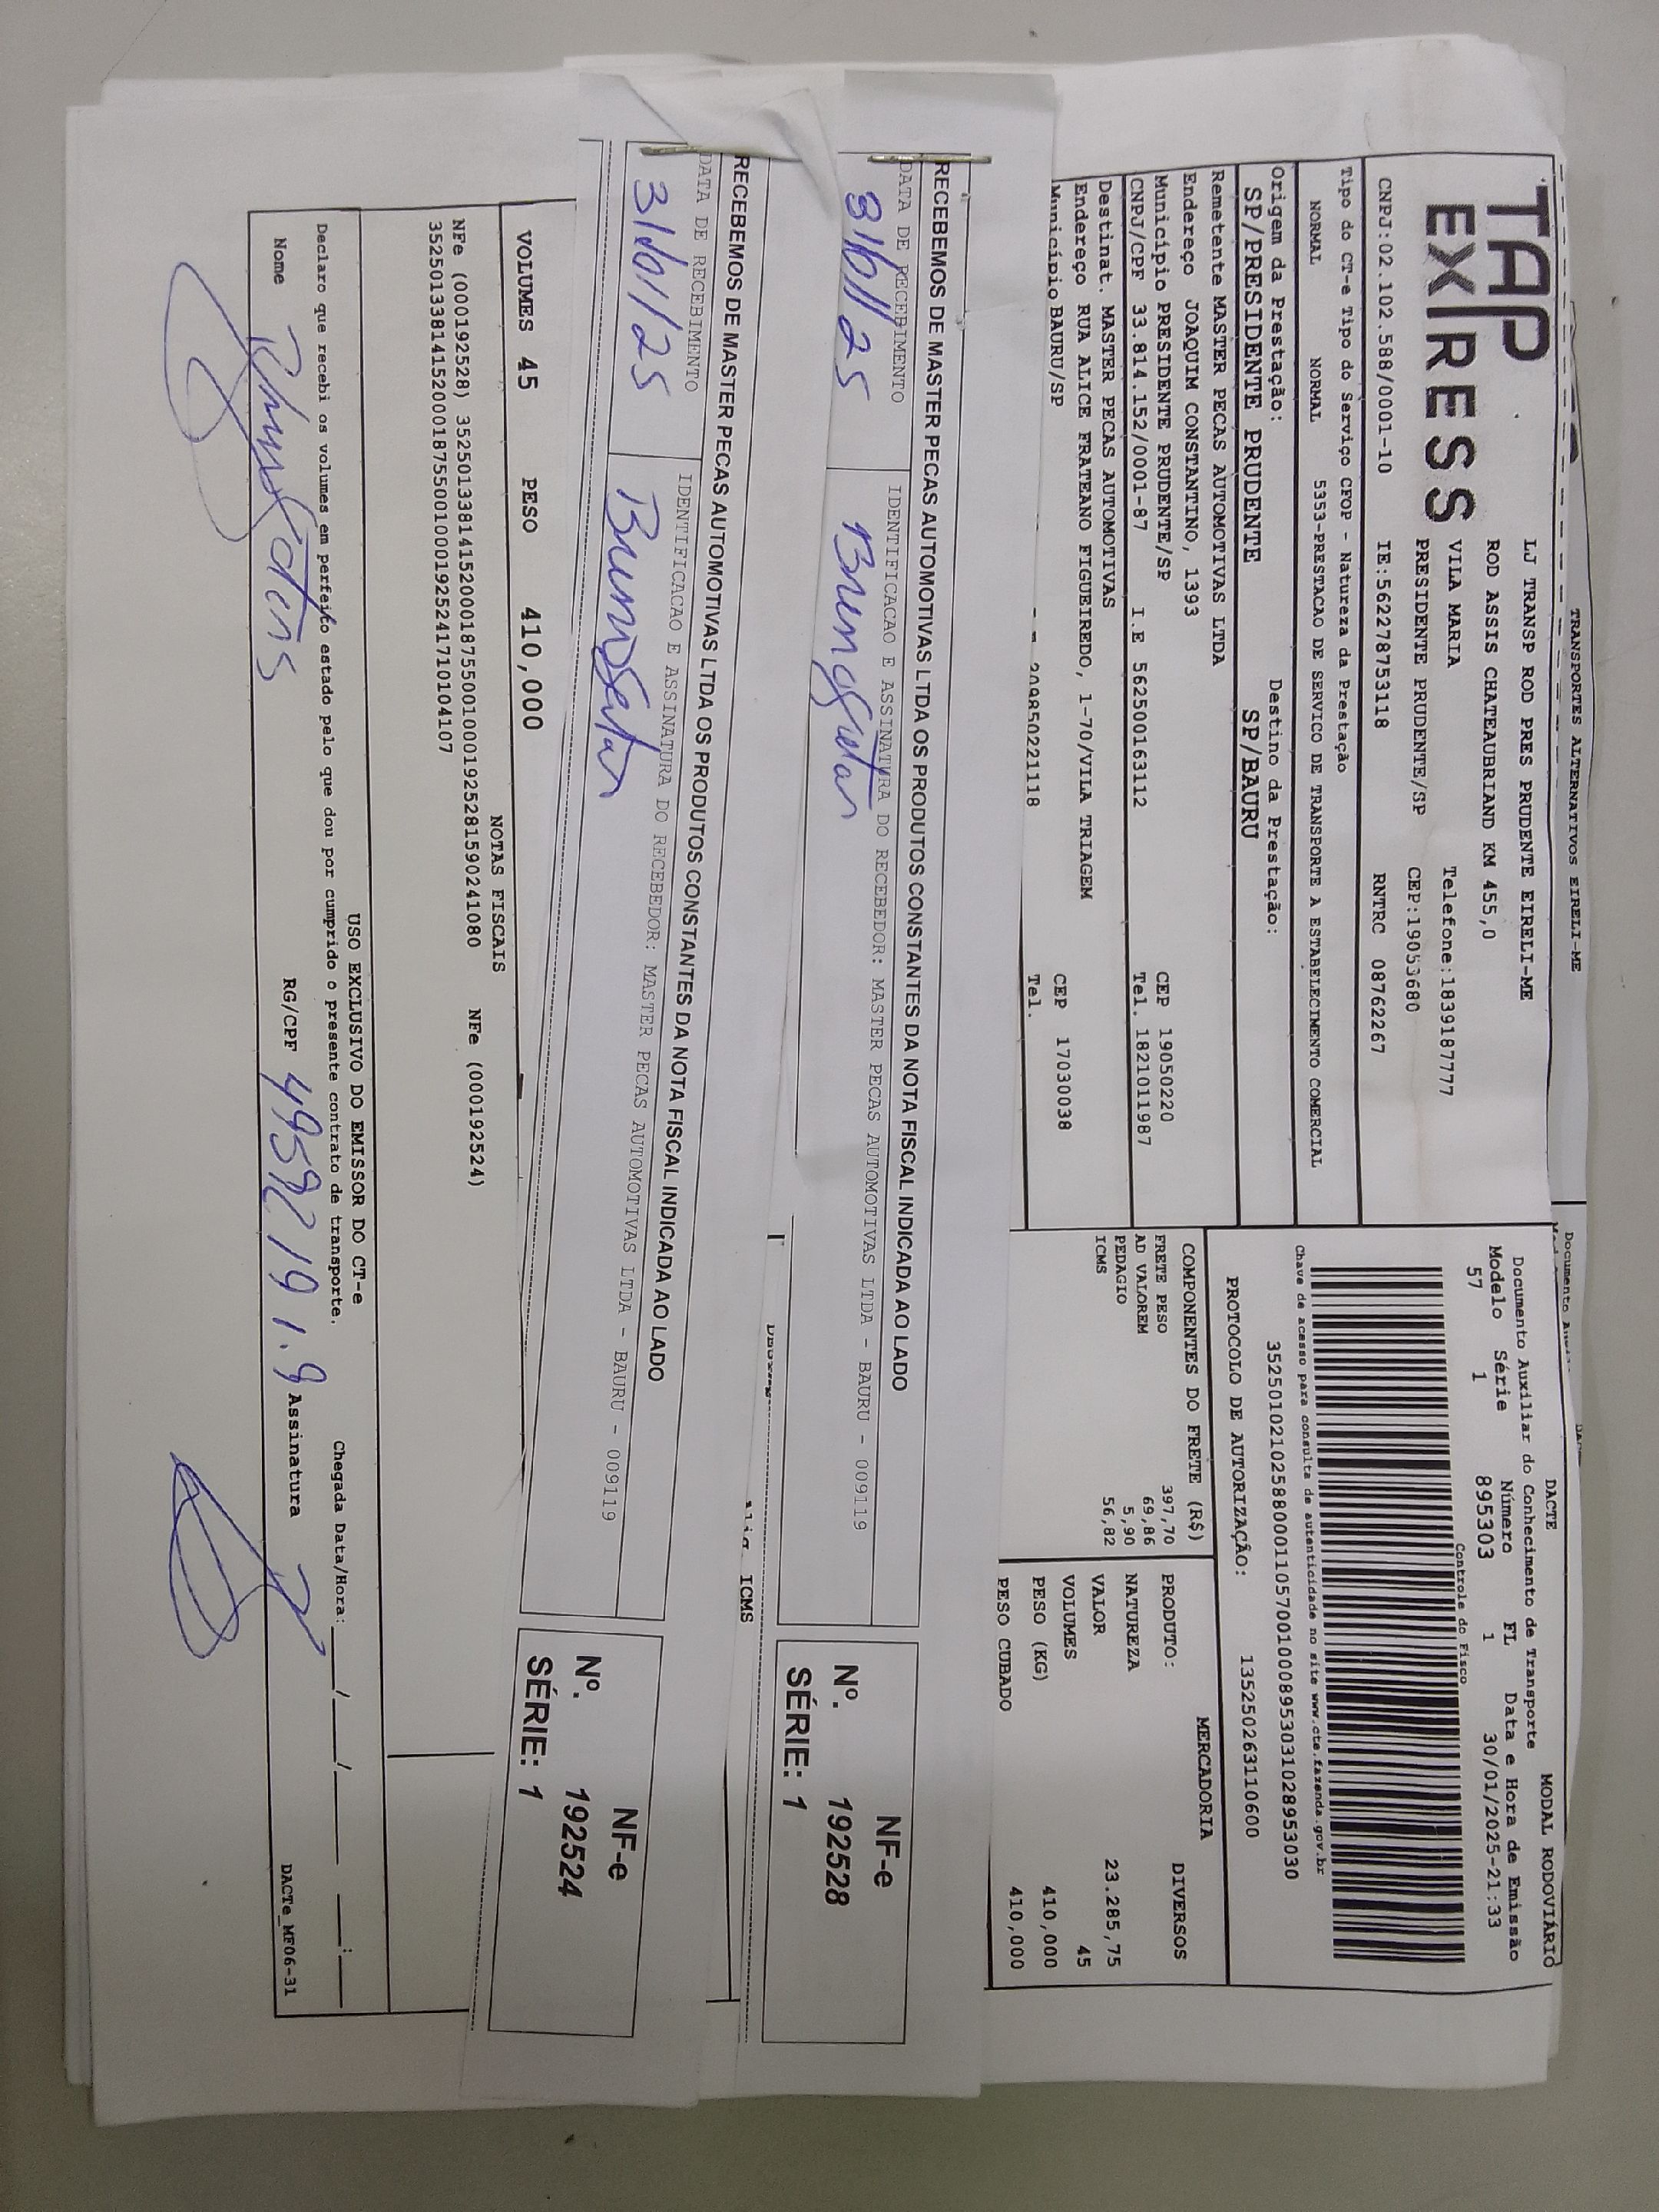 TRANSPORTES ALTERNATIVOS EIRELI-ME
TAP
EXPRESS
LJ TRANSP ROD PRES PRUDENTE EIRELI-ME
ROD ASSIS CHATEAUBRIAND KM 455,0
VILA MARIA Telefone:1839187777
PRESIDENTE PRUDENTE/SP CEP:19053680
CNPJ:02.102.588/0001-10 IE:562278753118 RNTRC 08762267
Tipo do CT-e Tipo do Serviço CFOP - Natureza da Prestação
NORMAL NORMAL 5353-PRESTACAO DE SERVICO DE TRANSPORTE A ESTABELECIMENTO COMERCIAL
Origem da Prestação: Destino da Prestação:
SP/PRESIDENTE PRUDENTE SP/BAURU
Remetente MASTER PECAS AUTOMOTIVAS LTDA
Endereço JOAQUIM CONSTANTINO, 1393
Município PRESIDENTE PRUDENTE/SP CEP 19050220
CNPJ/CPF 33.814.152/0001-87 I.E 562500163112 Tel. 1821011987
Destinat. MASTER PECAS AUTOMOTIVAS
Endereço RUA ALICE FRATEANO FIGUEIREDO, 1-70/VILA TRIAGEM
Município BAURU/SP CEP 17030038
209850221118 Tel.
DACTE MODAL RODOVIÁRIO
Documento Auxiliar do Conhecimento de Transporte
Modelo Série Número FL Data e Hora de Emissão
57 1 895303 1 30/01/2025-21:33
Controle do Fisco
Chave de acesso para consulta de autenticidade no site www.cte.fazenda.gov.br
35250102102588000110570010008953031028953030
PROTOCOLO DE AUTORIZAÇÃO: 135250263110600
COMPONENTES DO FRETE (R$)
FRETE PESO 397,70
AD VALOREM 69,86
PEDAGIO 5,90
ICMS 56,82
MERCADORIA
PRODUTO: DIVERSOS
NATUREZA
VALOR 23.285,75
VOLUMES 45
PESO (KG) 410,000
PESO CUBADO 410,000
RECEBEMOS DE MASTER PECAS AUTOMOTIVAS LTDA OS PRODUTOS CONSTANTES DA NOTA FISCAL INDICADA AO LADO
DATA DE RECEBIMENTO IDENTIFICACAO E ASSINATURA DO RECEBEDOR: MASTER PECAS AUTOMOTIVAS LTDA - BAURU - 009119
31/01/25
NF-e
Nº. 192528
SÉRIE: 1
ICMS
RECEBEMOS DE MASTER PECAS AUTOMOTIVAS LTDA OS PRODUTOS CONSTANTES DA NOTA FISCAL INDICADA AO LADO
DATA DE RECEBIMENTO IDENTIFICACAO E ASSINATURA DO RECEBEDOR: MASTER PECAS AUTOMOTIVAS LTDA - BAURU - 009119
31/01/25
NF-e
Nº. 192524
SÉRIE: 1
VOLUMES 45 PESO 410,000
NOTAS FISCAIS
NFe (000192528) 35250133814152000187550010001925281590241080 NFe (000192524)
35250133814152000187550010001925241710104107
USO EXCLUSIVO DO EMISSOR DO CT-e
Declaro que recebi os volumes em perfeito estado pelo que dou por cumprido o presente contrato de transporte. Chegada Data/Hora: ___/___/___ __:__
Nome RG/CPF Assinatura
DACTe_MF06-31